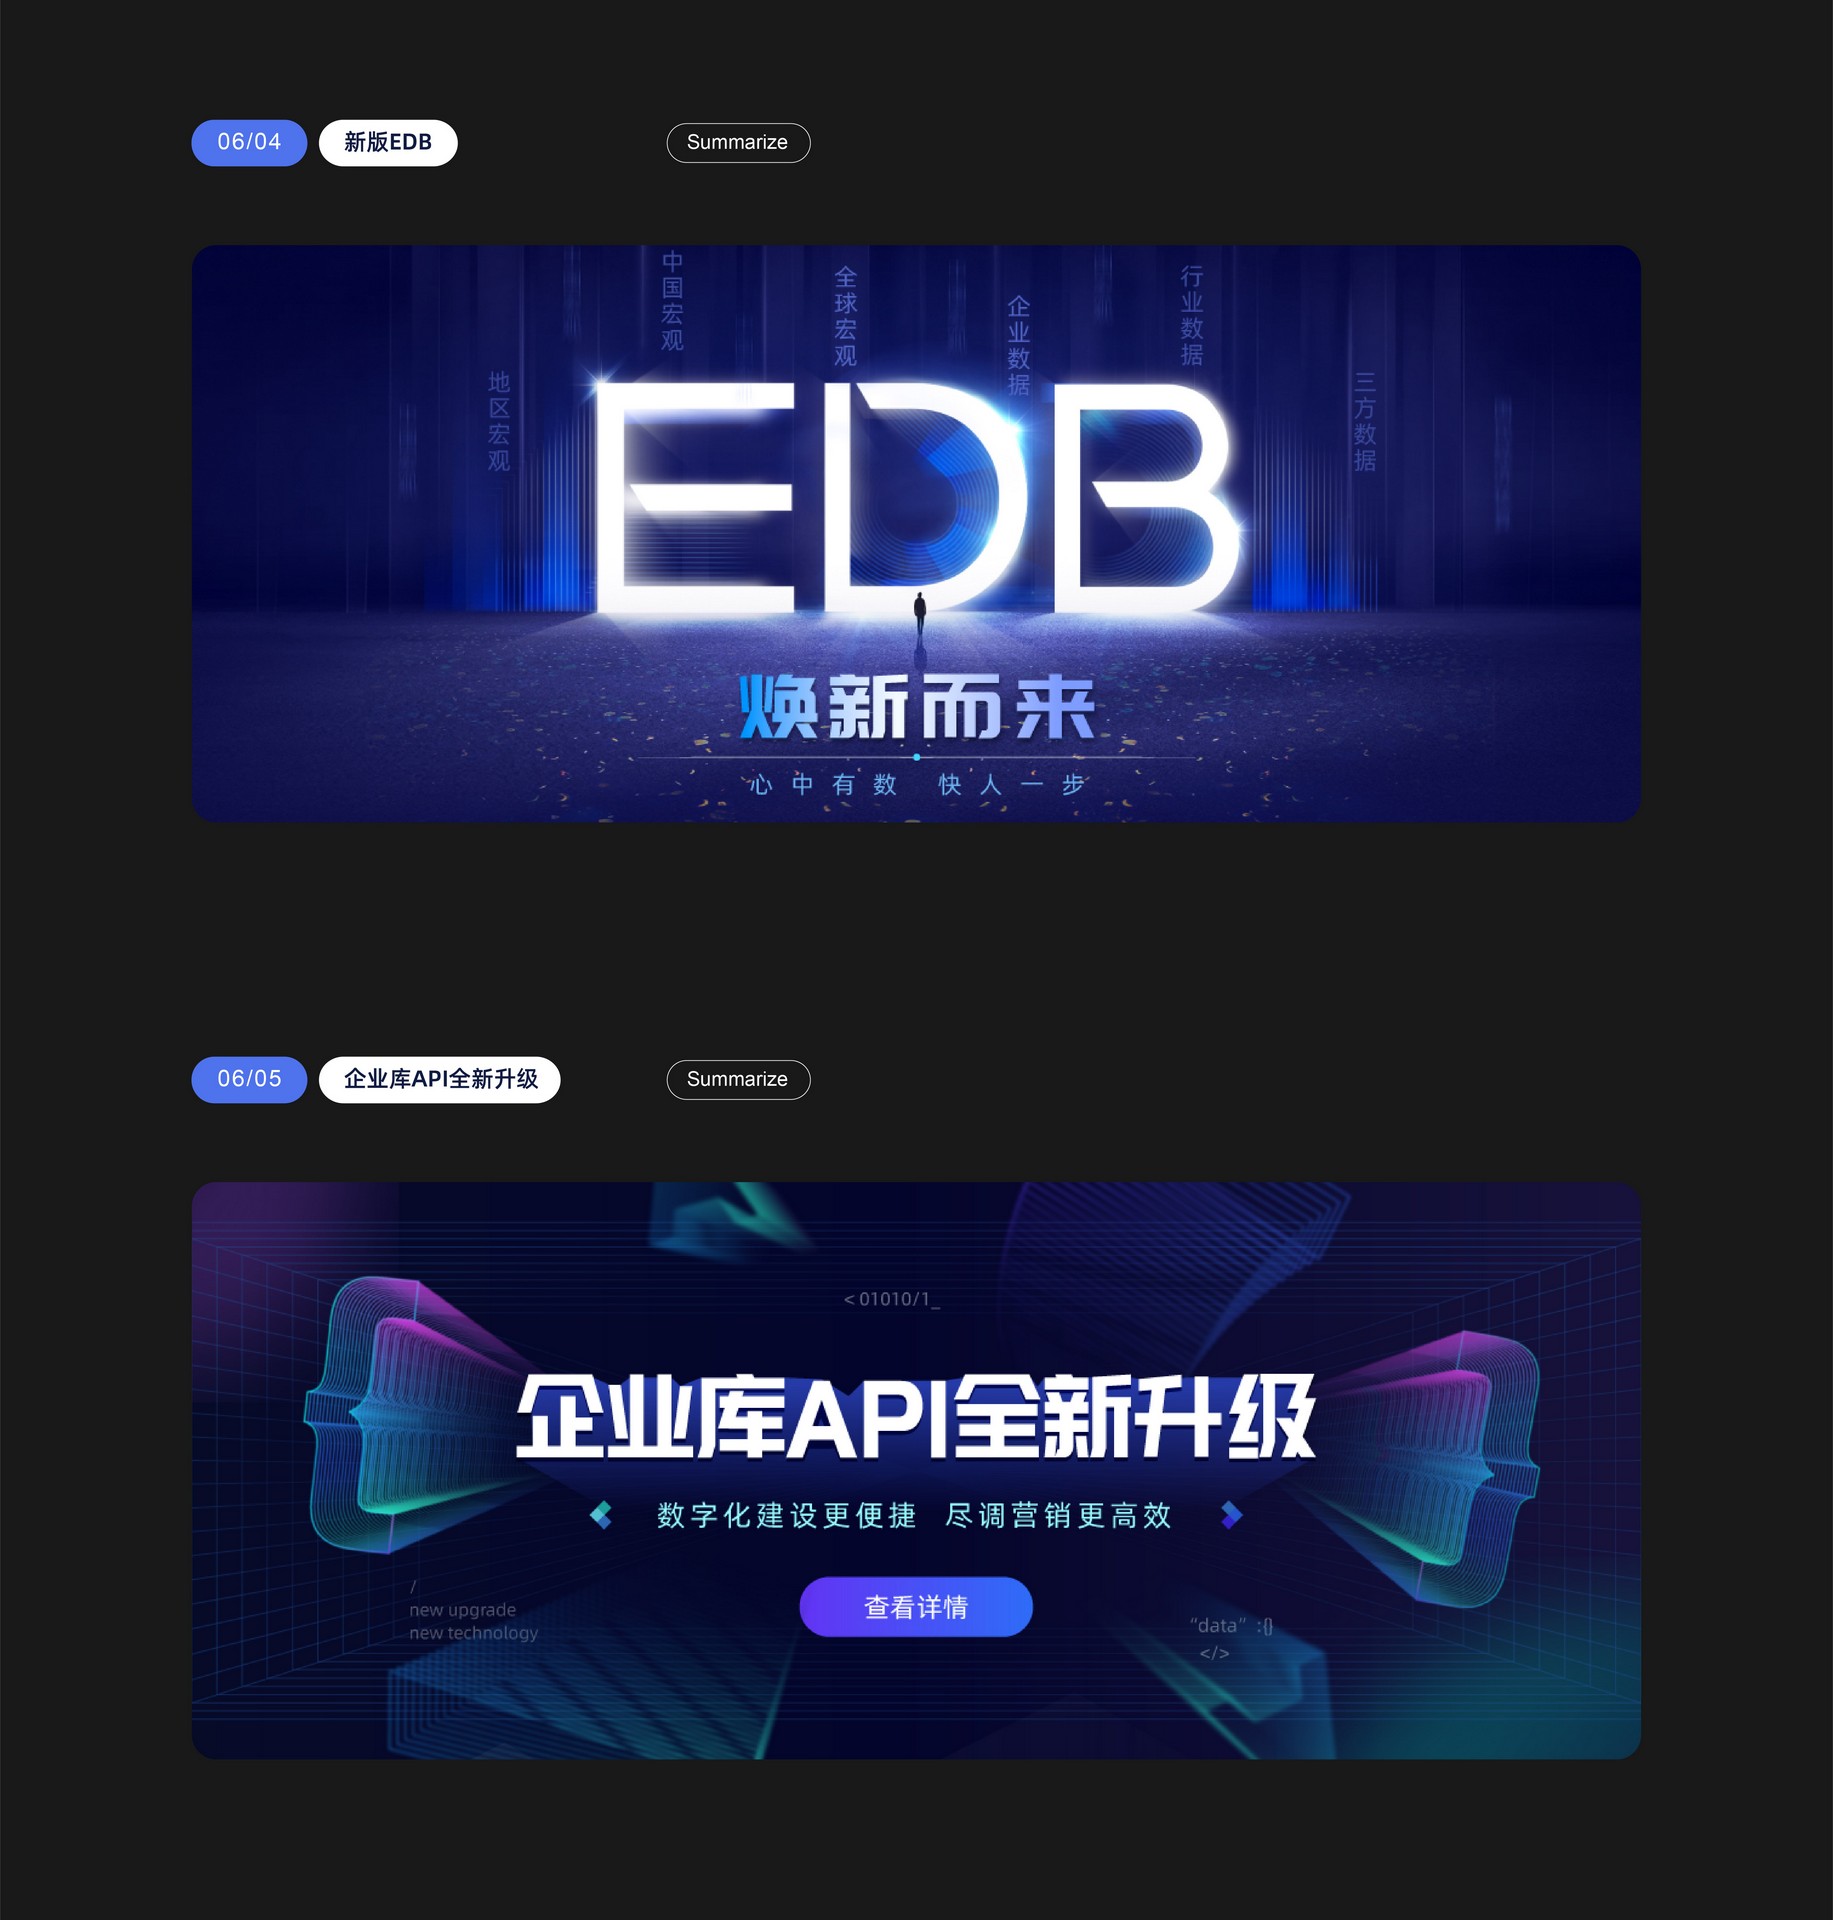 06/04
新版EDB
Summarize
地区宏观
中国宏观
全球宏观
企业数据
行业数据
三方数据
EDB
焕新而来
心中有数 快人一步
06/05
企业库API全新升级
Summarize
< 01010/1_
企业库API全新升级
数字化建设更便捷 尽调营销更高效
查看详情
/
new upgrade
new technology
“data” :{}
</>